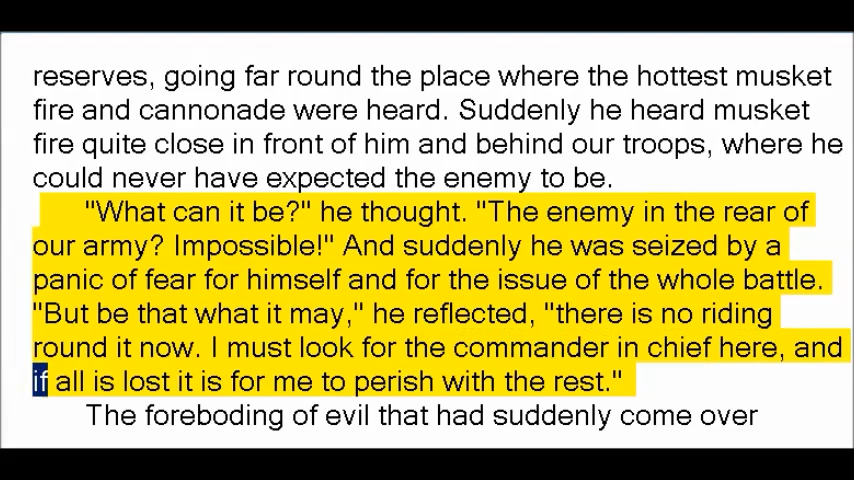 reserves, going far round the place where the hottest musket
fire and cannonade were heard. Suddenly he heard musket
fire quite close in front of him and behind our troops, where he
could never have expected the enemy to be.
"What can it be?" he thought. "The enemy in the rear of
our army? Impossible!" And suddenly he was seized by a
panic of fear for himself and for the issue of the whole battle.
"But be that what it may," he reflected, "there is no riding
round it now. I must look for the commander in chief here, and
if all is lost it is for me to perish with the rest."
The foreboding of evil that had suddenly come over